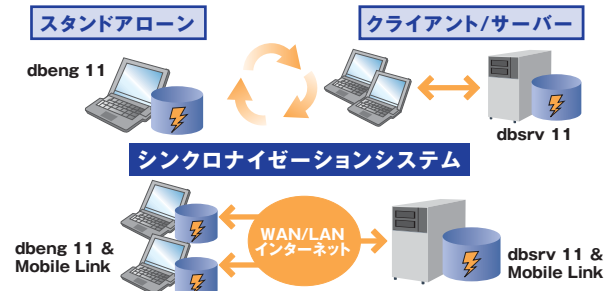 スタンドアローン
クライアント/サーバー
dbeng 11
dbsrv 11
シンクロナイゼーションシステム
dbeng 11 &
Mobile Link
WAN/LAN
インターネット
dbsrv 11 &
Mobile Link